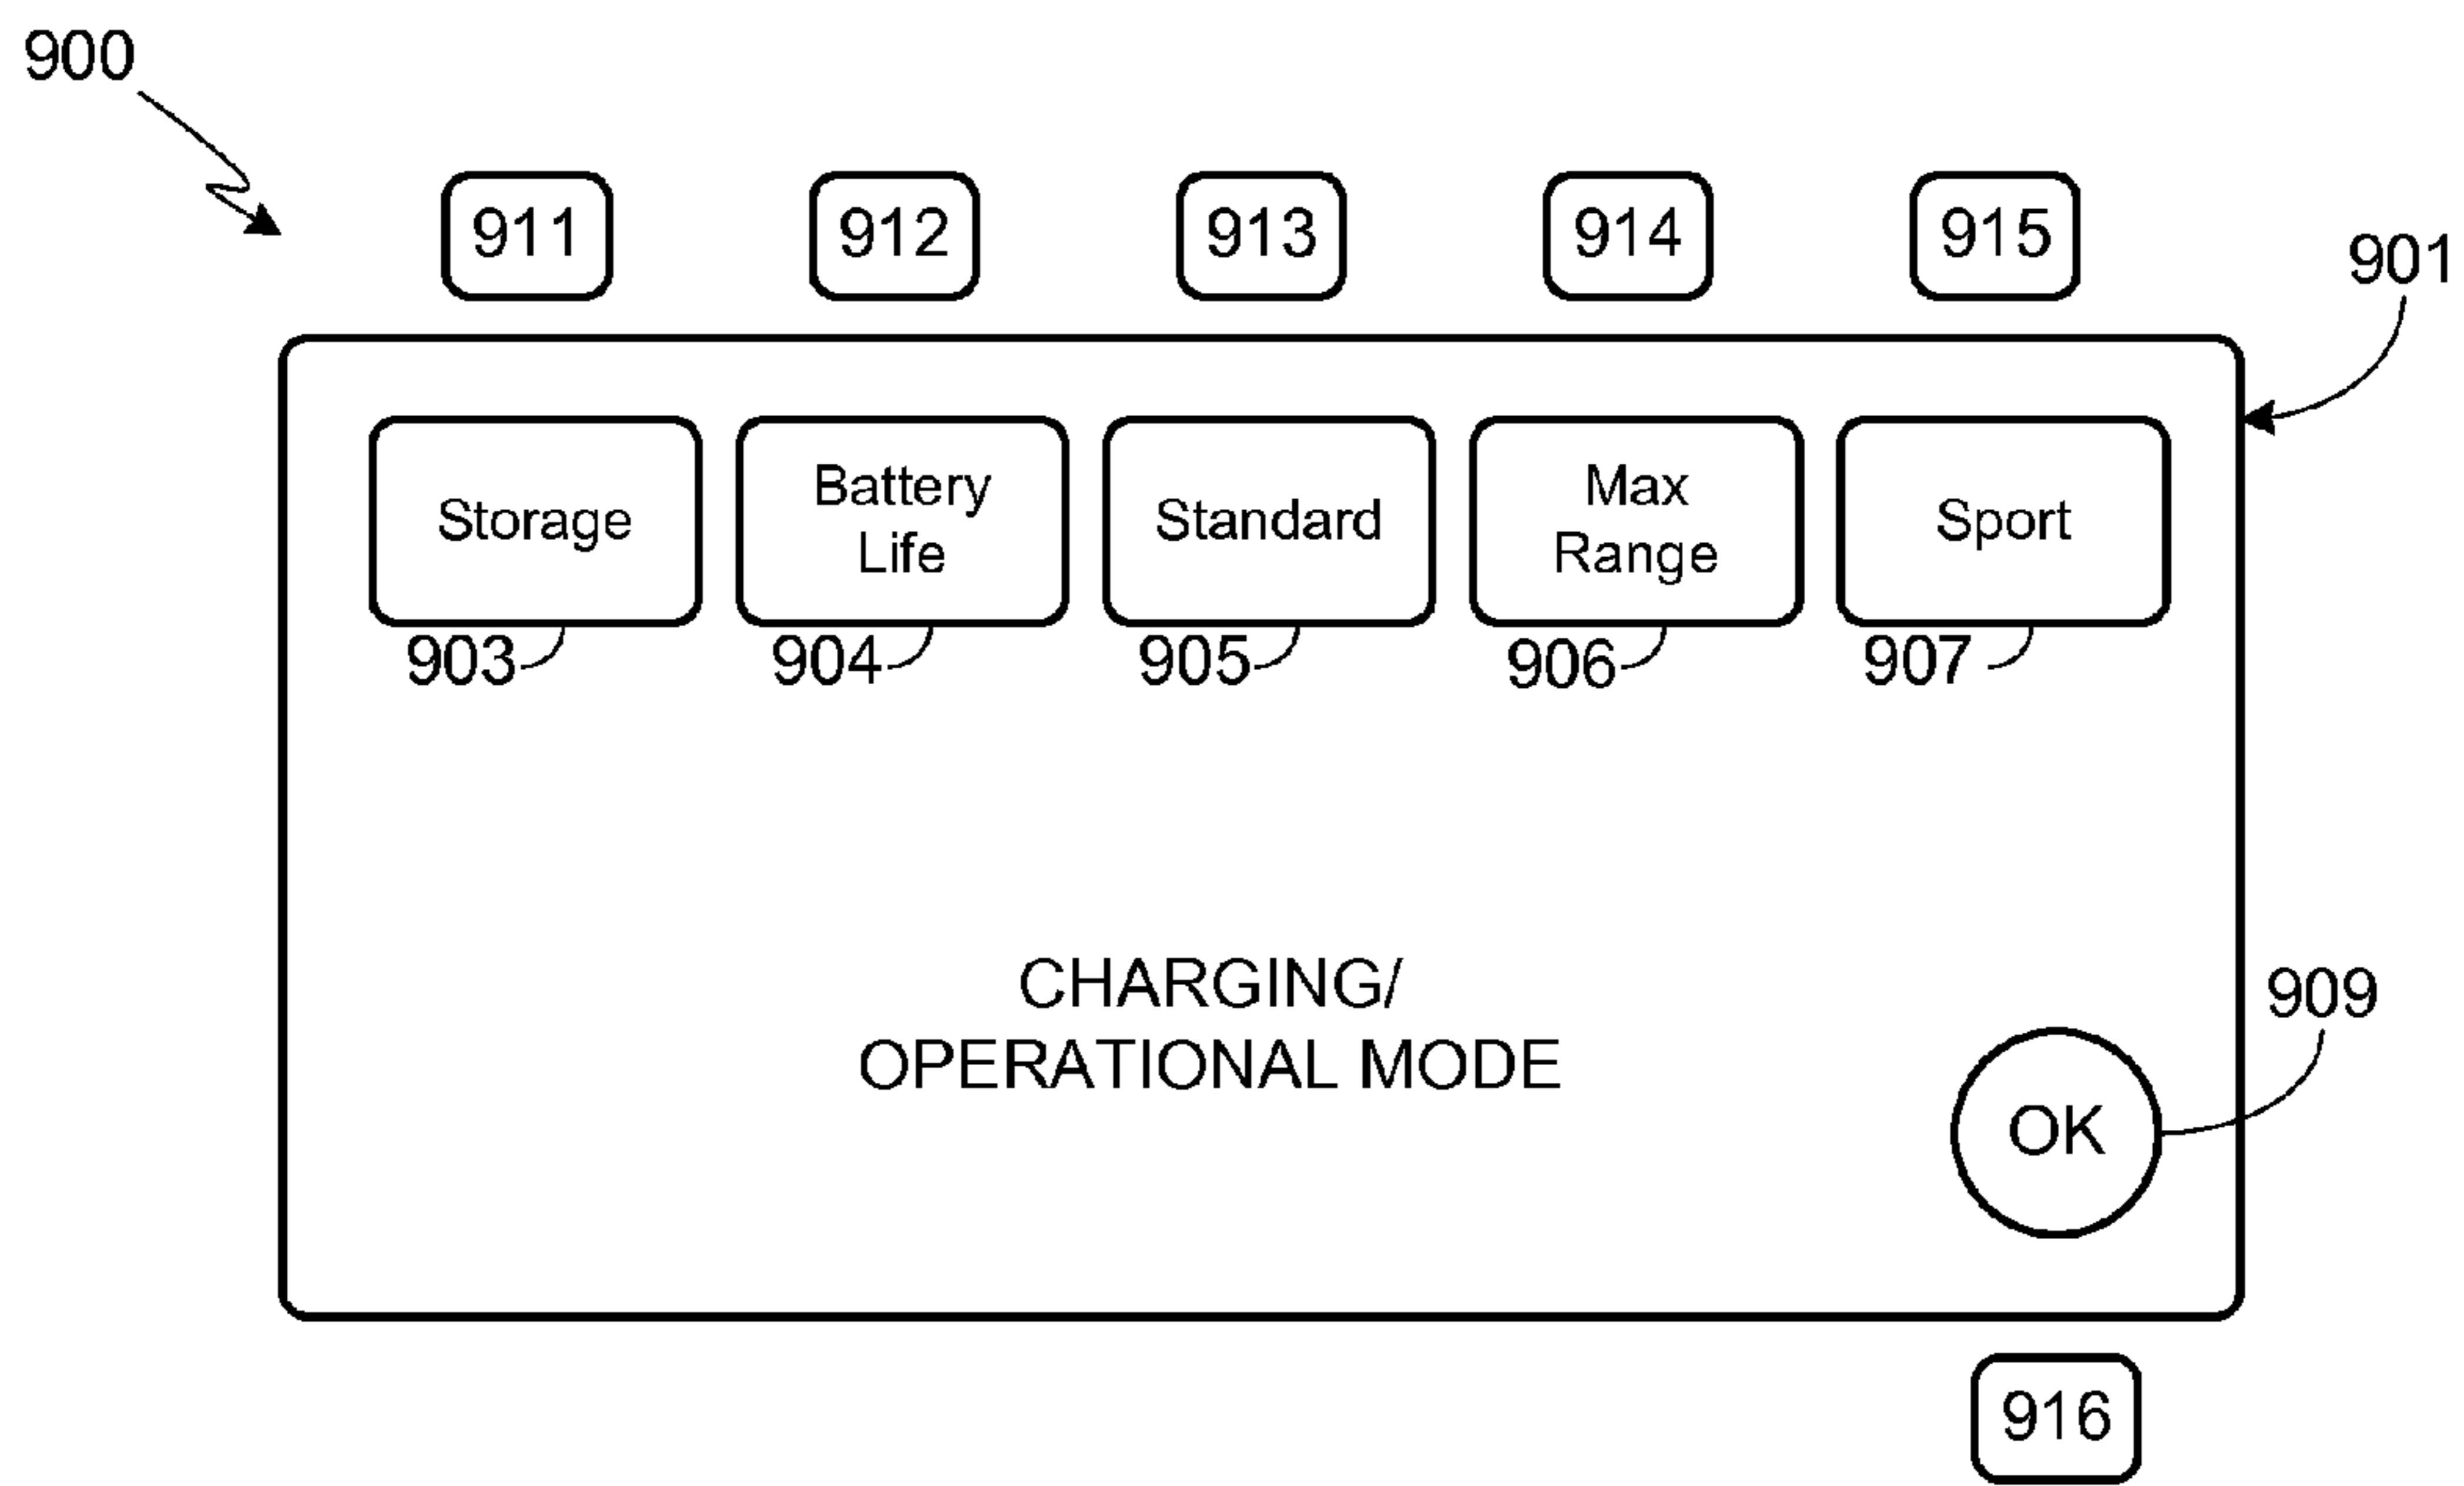 900
911 912 913 914 915
901
Storage
Battery
Life
Standard
Max
Range
Sport
903 904 905 906 907
CHARGING/
OPERATIONAL MODE
909
OK
916